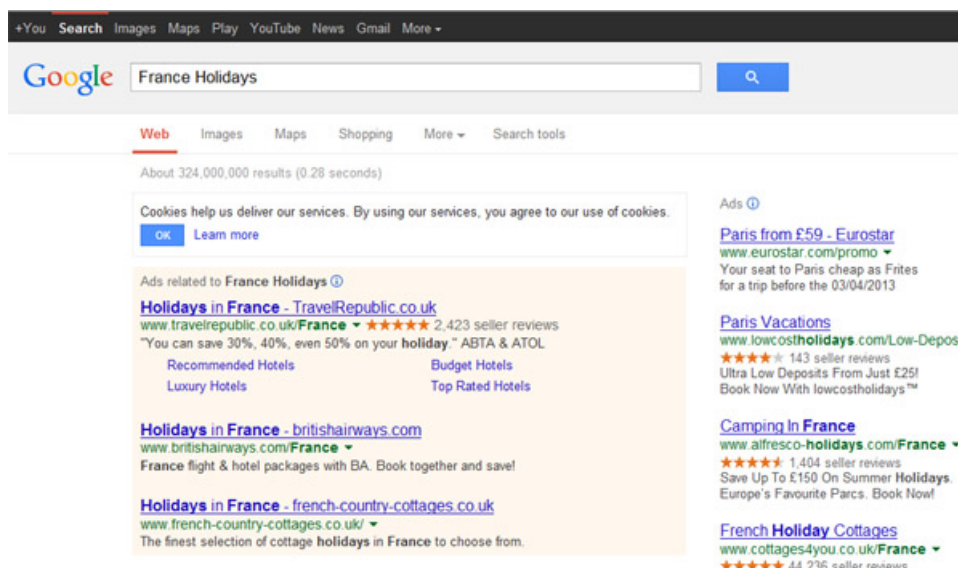 +You Search Images Maps Play YouTube News Gmail More
Google France Holidays
Web Images Maps Shopping More Search tools
About 324,000,000 results (0.28 seconds)
Cookies help us deliver our services. By using our services, you agree to our use of cookies.
OK Learn more
Ads related to France Holidays
Holidays in France - TravelRepublic.co.uk
www.travelrepublic.co.uk/France 2,423 seller reviews
"You can save 30%, 40%, even 50% on your holiday." ABTA & ATOL
Recommended Hotels Budget Hotels
Luxury Hotels Top Rated Hotels
Holidays in France - britishairways.com
www.britishairways.com/France
France flight & hotel packages with BA. Book together and save!
Holidays in France - french-country-cottages.co.uk
www.french-country-cottages.co.uk/
The finest selection of cottage holidays in France to choose from.
Ads
Paris from £59 - Eurostar
www.eurostar.com/promo
Your seat to Paris cheap as Frites
for a trip before the 03/04/2013
Paris Vacations
www.lowcostholidays.com/Low-Depos
143 seller reviews
Ultra Low Deposits From Just £25!
Book Now With lowcostholidays™
Camping In France
www.alfresco-holidays.com/France
1,404 seller reviews
Save Up To £150 On Summer Holidays.
Europe's Favourite Parcs. Book Now!
French Holiday Cottages
www.cottages4you.co.uk/France
44,236 seller reviews